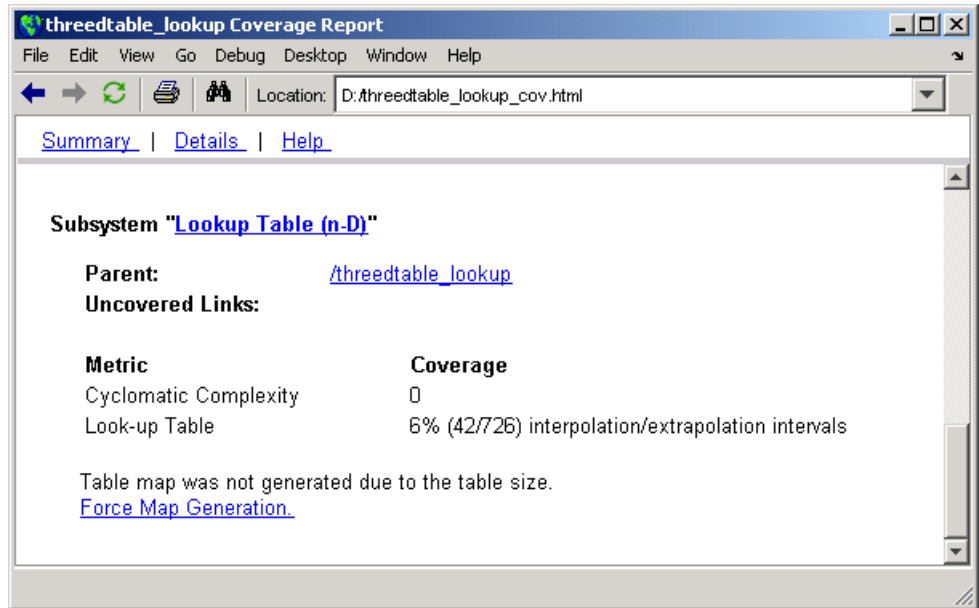 threedtable_lookup Coverage Report
File Edit View Go Debug Desktop Window Help
Location: D:/threedtable_lookup_cov.html
Summary | Details | Help
Subsystem "Lookup Table (n-D)"
Parent: /threedtable_lookup
Uncovered Links:
Metric Coverage
Cyclomatic Complexity 0
Look-up Table 6% (42/726) interpolation/extrapolation intervals
Table map was not generated due to the table size.
Force Map Generation.